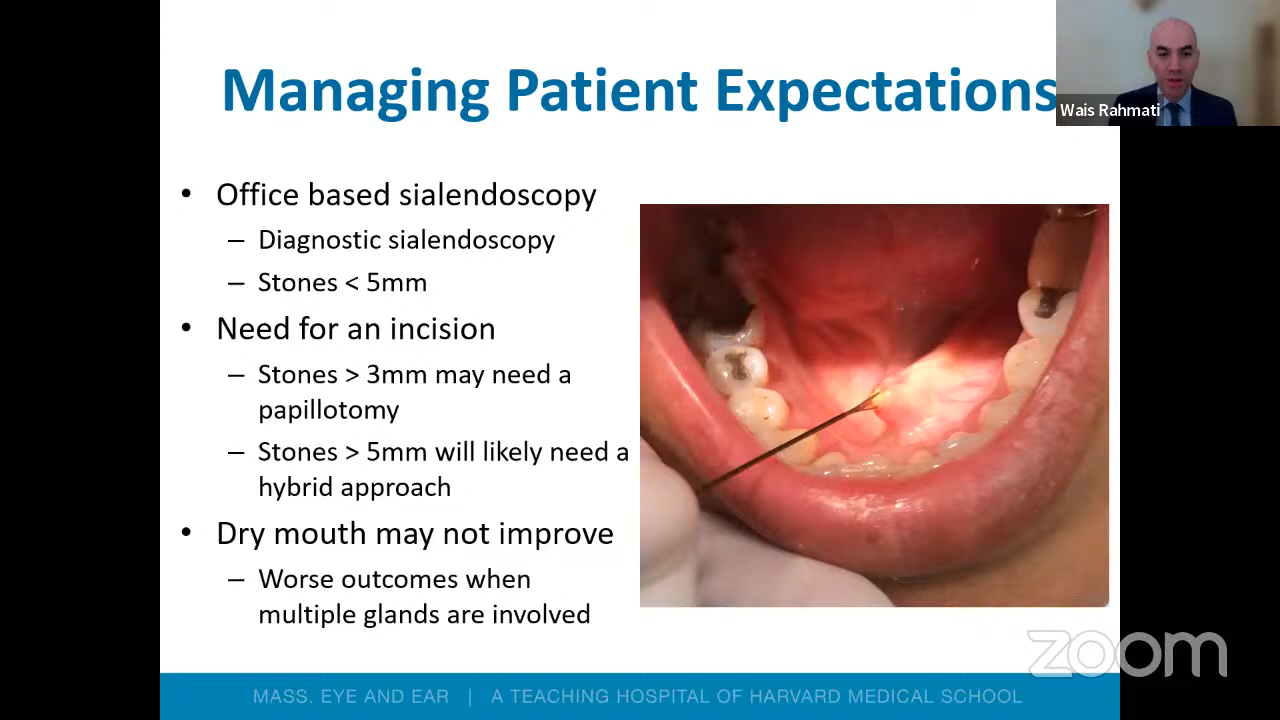 Managing Patient Expectations
Wais Rahmati
• Office based sialendoscopy
– Diagnostic sialendoscopy
– Stones < 5mm
• Need for an incision
– Stones > 3mm may need a
papillotomy
– Stones > 5mm will likely need a
hybrid approach
• Dry mouth may not improve
– Worse outcomes when
multiple glands are involved
zoom
MASS. EYE AND EAR | A TEACHING HOSPITAL OF HARVARD MEDICAL SCHOOL